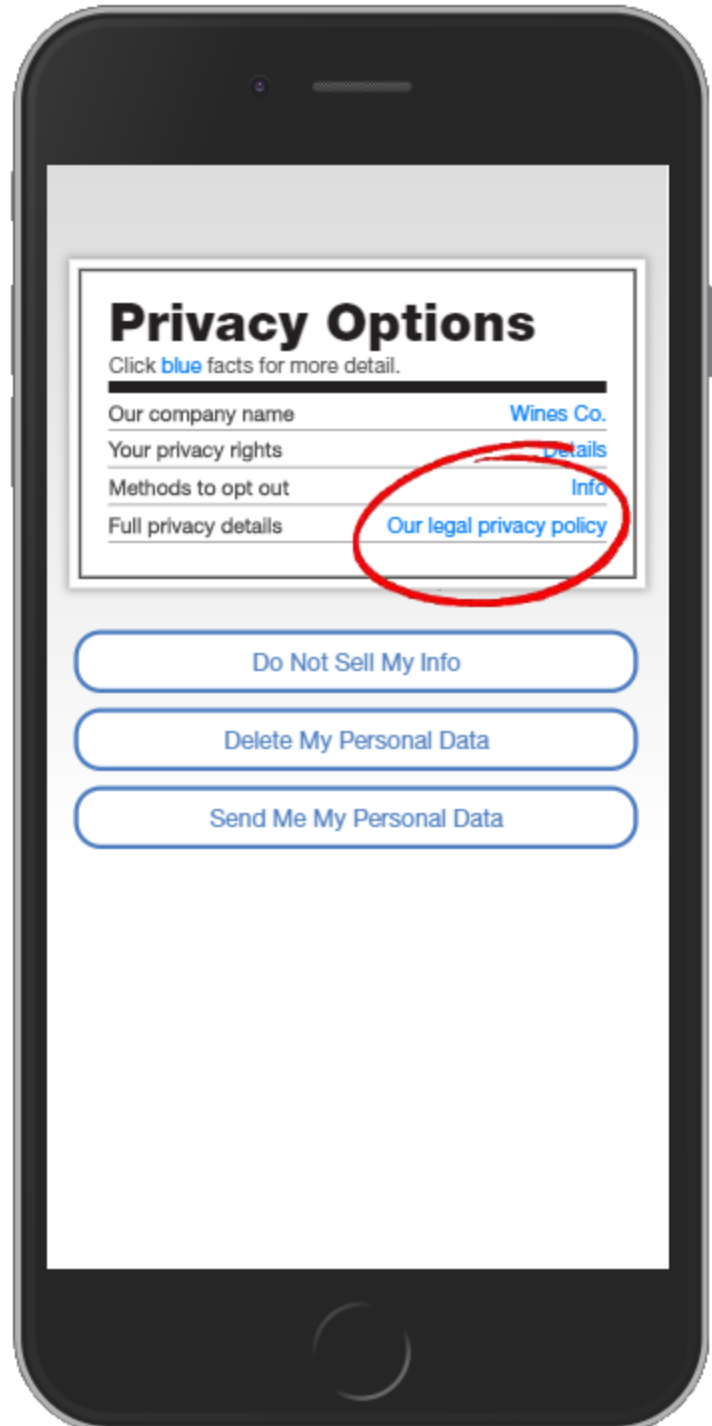 Privacy Options
Click blue facts for more detail.
Our company name Wines Co.
Your privacy rights Details
Methods to opt out Info
Full privacy details Our legal privacy policy
Do Not Sell My Info
Delete My Personal Data
Send Me My Personal Data